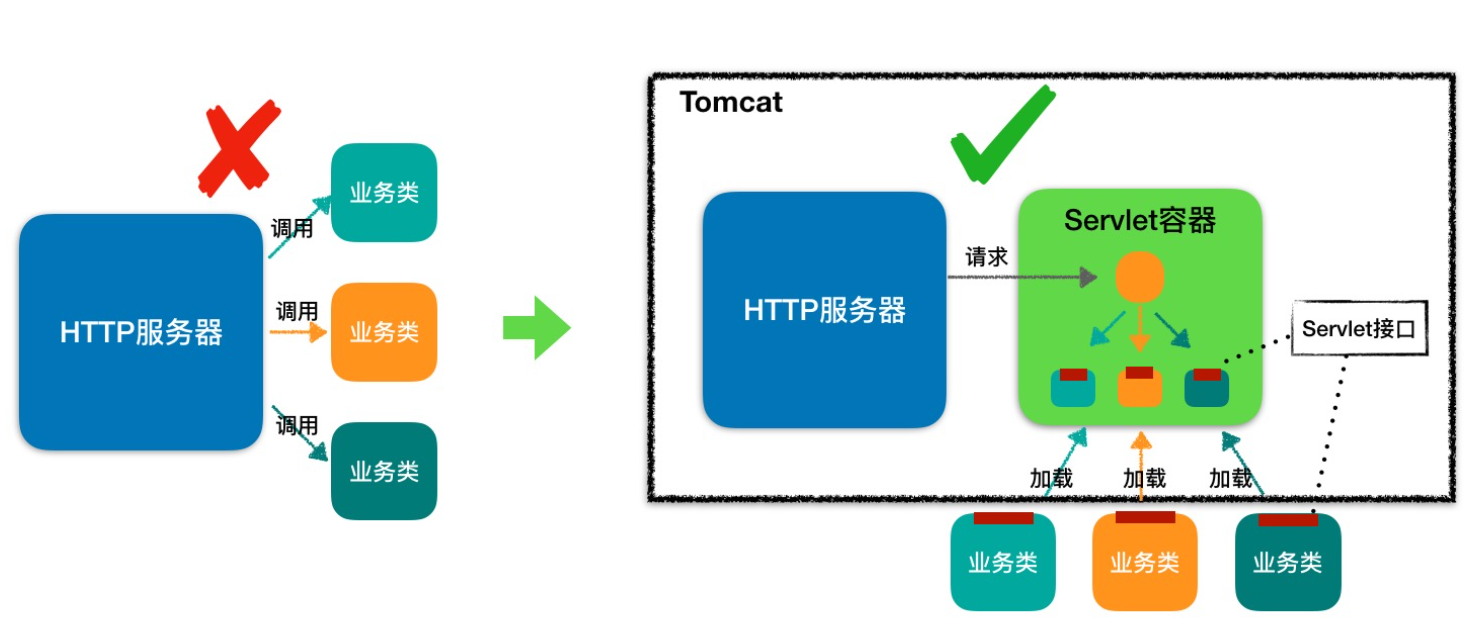 业务类
调用
HTTP服务器
调用
业务类
调用
业务类
Tomcat
HTTP服务器
请求
Servlet容器
Servlet接口
加载
加载
加载
业务类
业务类
业务类